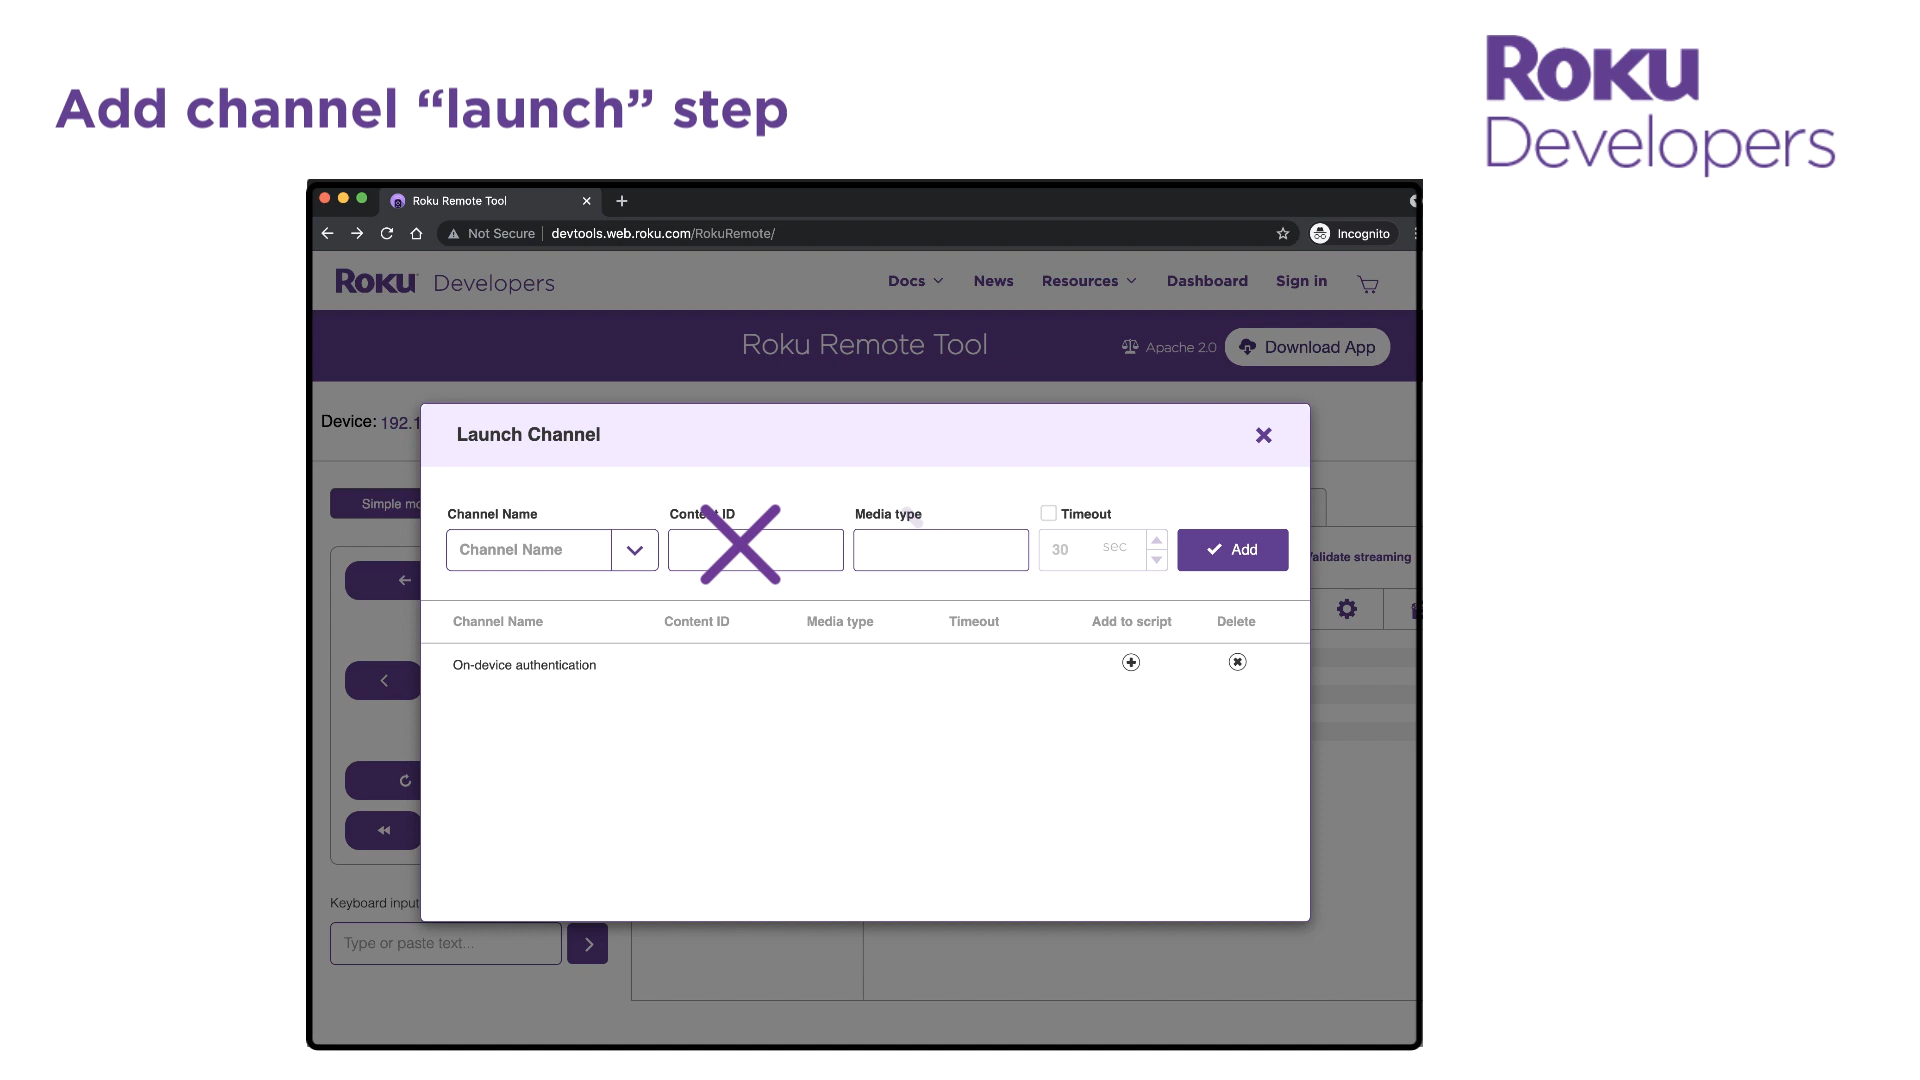 Add channel “launch” step
Roku
Developers
Roku Remote Tool
Not Secure
devtools.web.roku.com/RokuRemote/
Incognito
Roku Developers
Docs
News
Resources
Dashboard
Sign in
Roku Remote Tool
Apache 2.0
Download App
Device: 192.1
Launch Channel
Simple mo
Channel Name
Content ID
Media type
Timeout
Channel Name
30
sec
Add
alidate streaming
Channel Name
Content ID
Media type
Timeout
Add to script
Delete
On-device authentication
Keyboard input
Type or paste text...